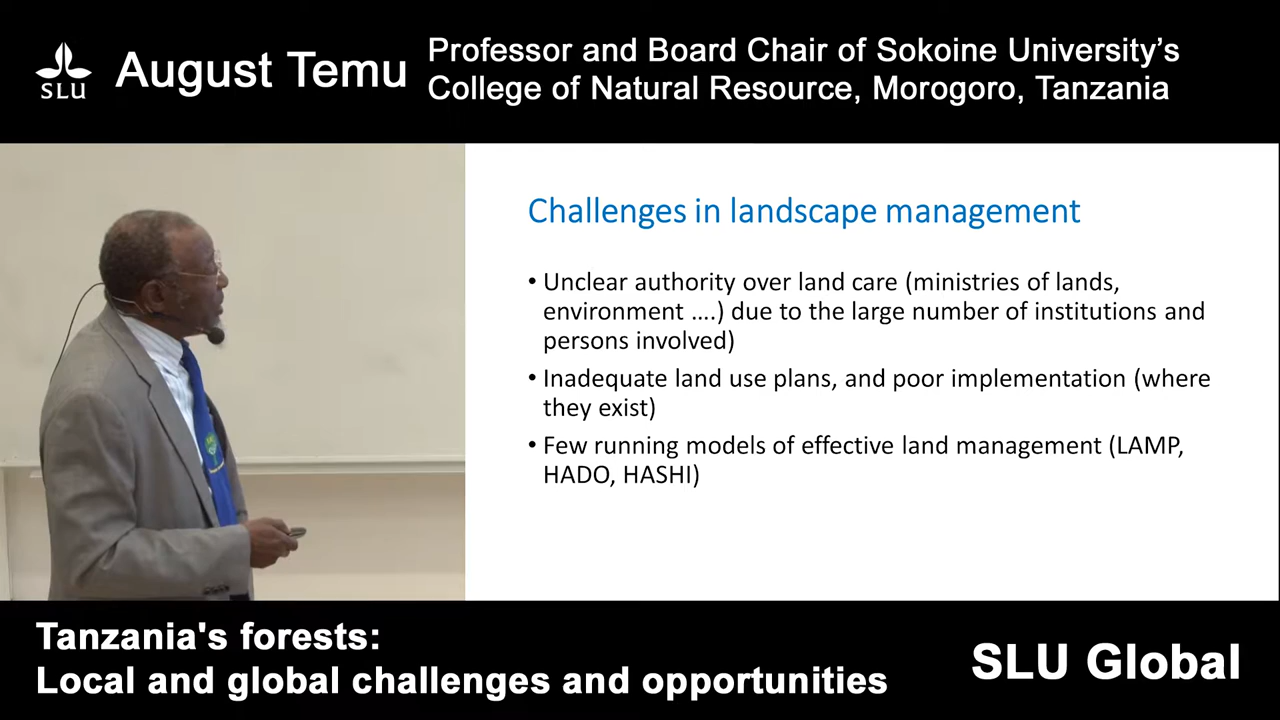 SLU
August Temu
Professor and Board Chair of Sokoine University's
College of Natural Resource, Morogoro, Tanzania
Challenges in landscape management
• Unclear authority over land care (ministries of lands,
environment ....) due to the large number of institutions and
persons involved)
• Inadequate land use plans, and poor implementation (where
they exist)
• Few running models of effective land management (LAMP,
HADO, HASHI)
Tanzania's forests:
Local and global challenges and opportunities
SLU Global